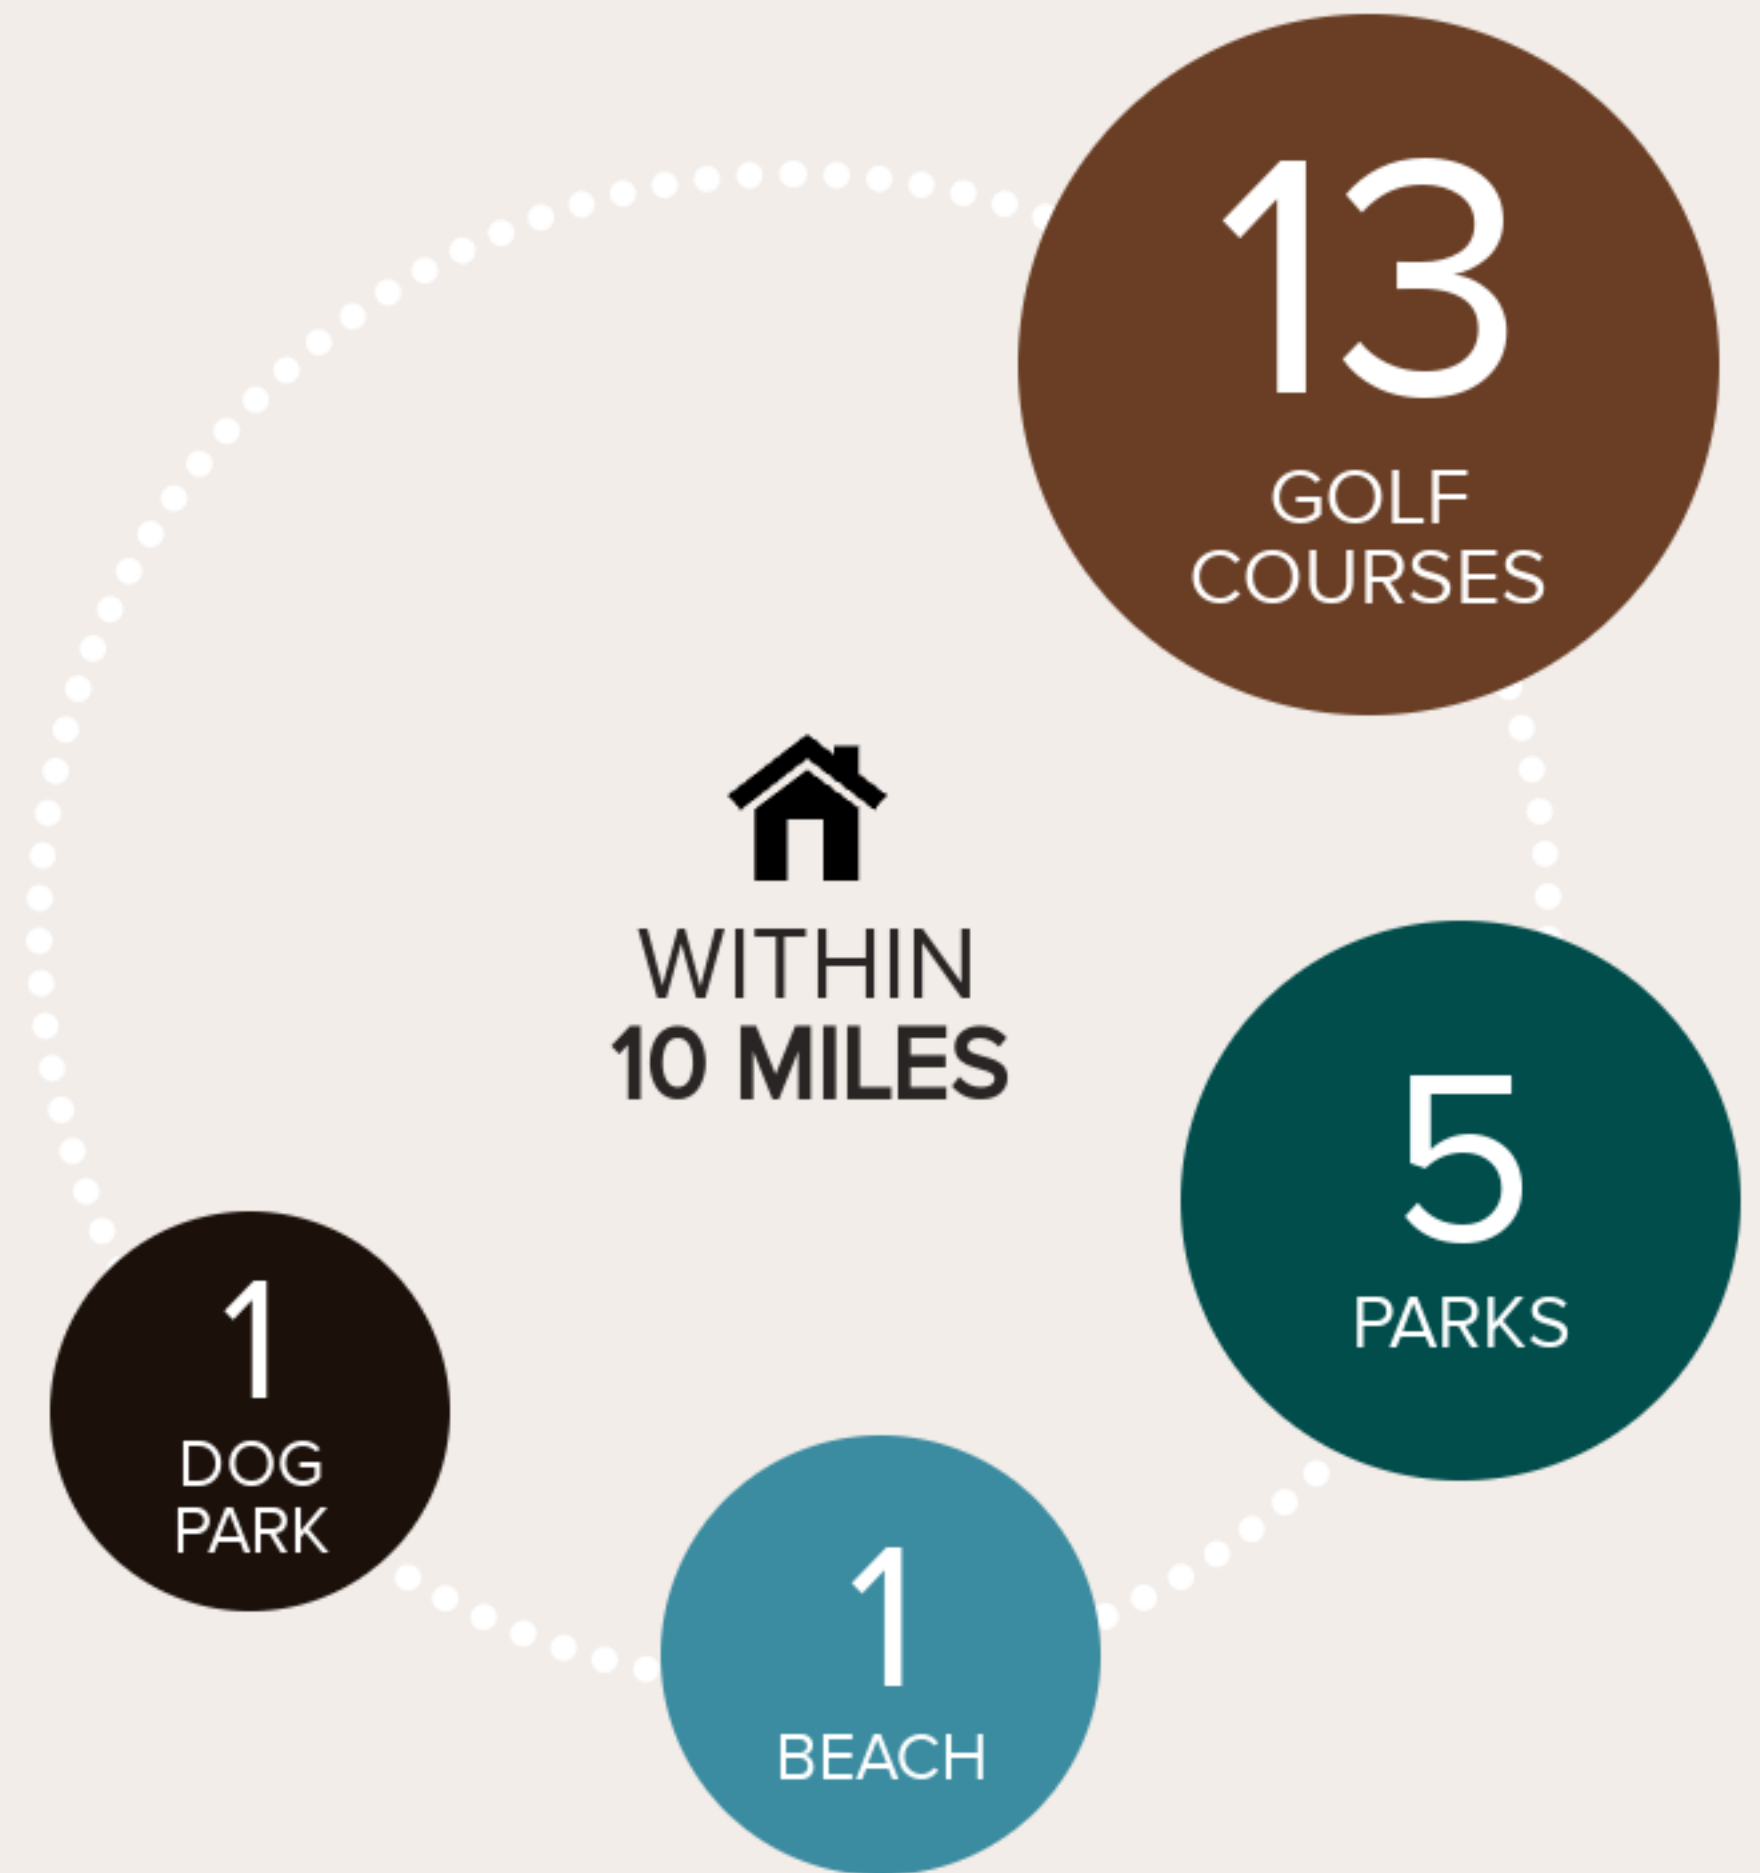 13
GOLF
COURSES
WITHIN
10 MILES
5
PARKS
1
DOG
PARK
1
BEACH